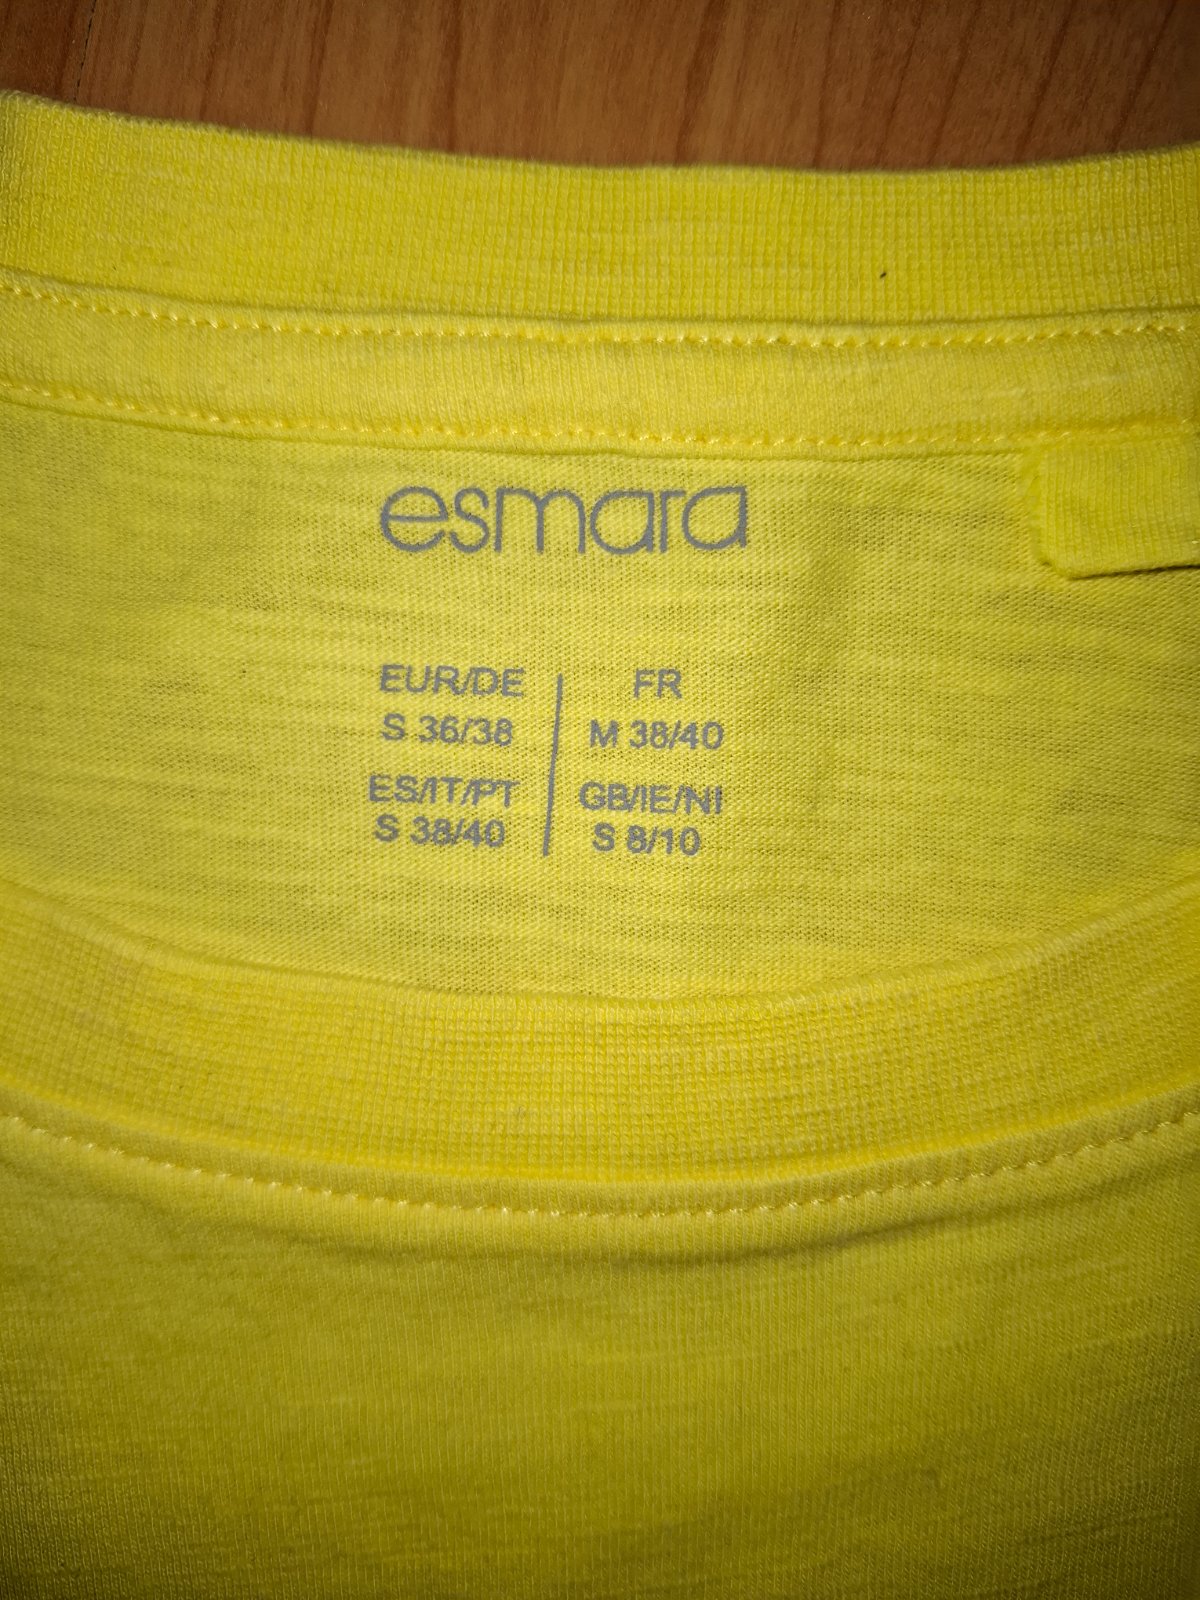 esmara
EUR/DE
S 36/38
FR
M 38/40
ES/IT/PT
S 38/40
GB/IE/NI
S 8/10